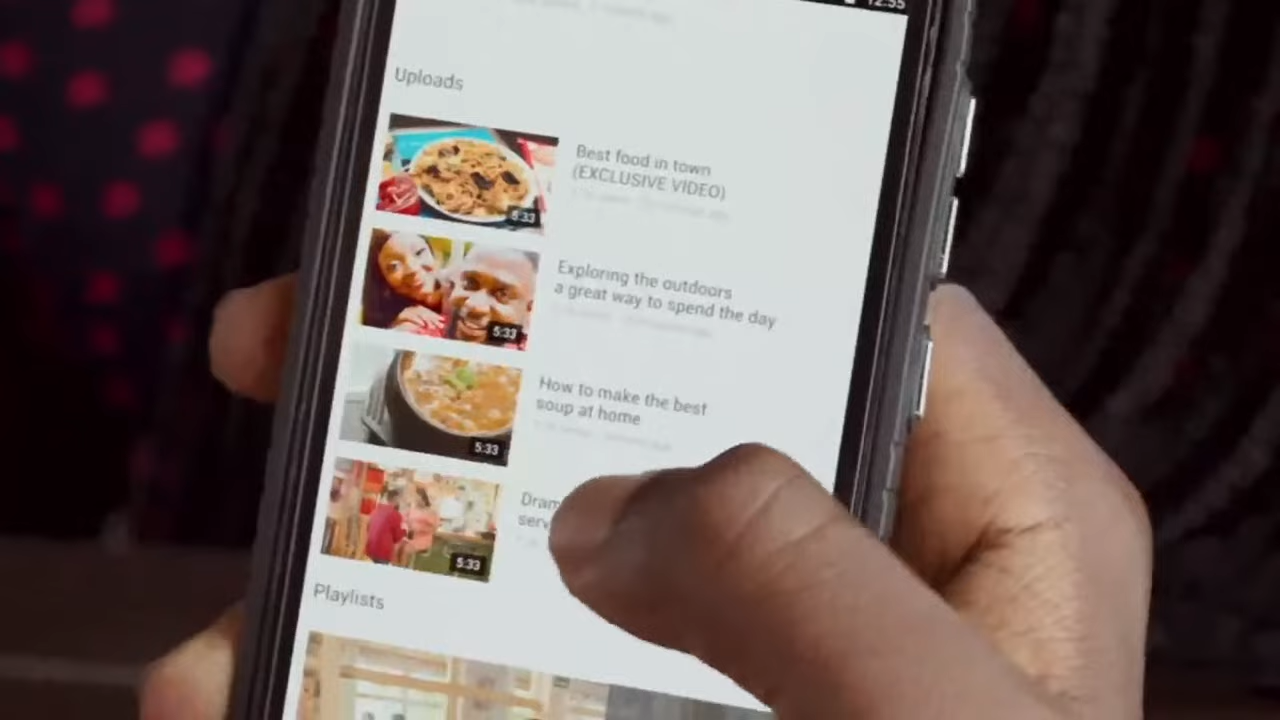 12:55
Uploads
Best food in town
(EXCLUSIVE VIDEO)
5:33
Exploring the outdoors
a great way to spend the day
5:33
How to make the best
soup at home
5:33
5:33
Playlists